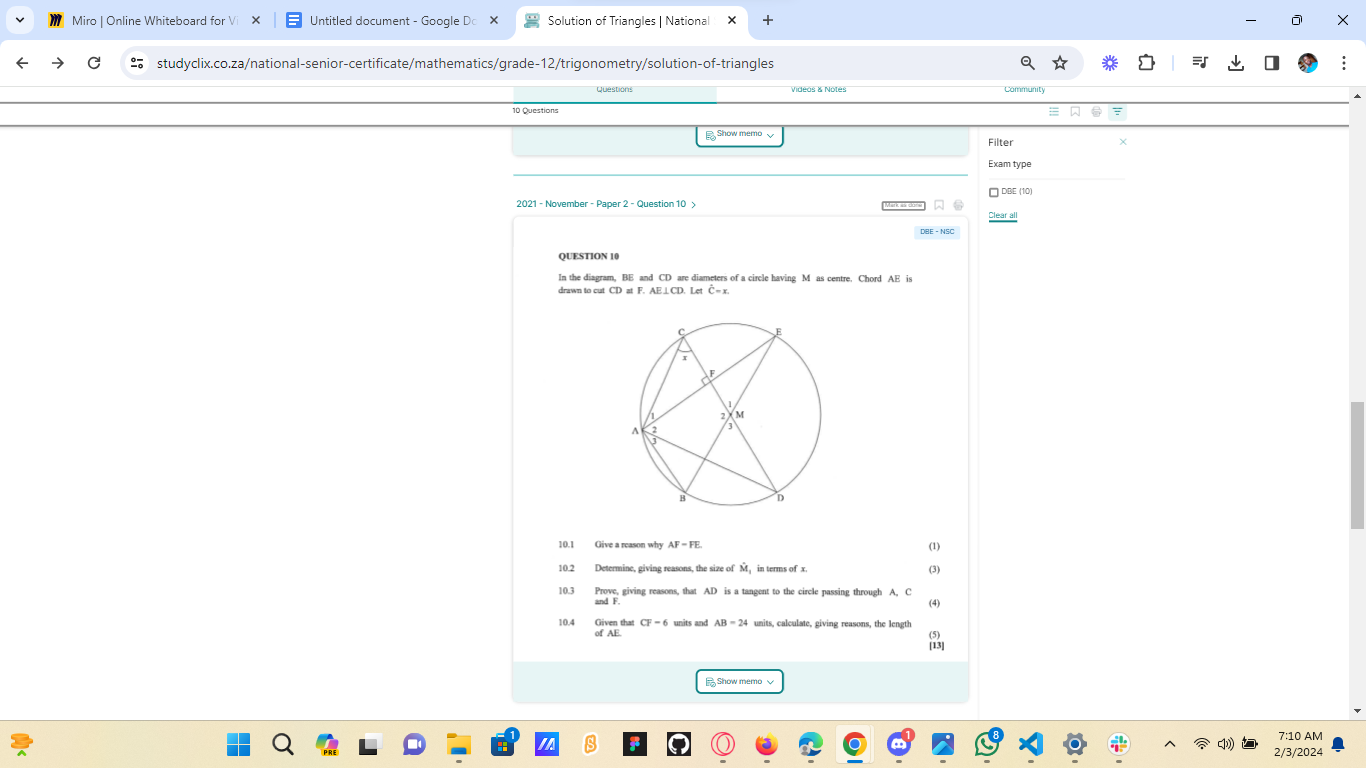 Miro | Online Whiteboard for Vi
Untitled document - Google Do
Solution of Triangles | National
studyclix.co.za/national-senior-certificate/mathematics/grade-12/trigonometry/solution-of-triangles
Questions
Videos & Notes
Community
10 Questions
Show memo
Filter
Exam type
DBE (10)
Clear all
2021 - November - Paper 2 - Question 10
Mark as done
DBE - NSC
QUESTION 10
In the diagram, BE and CD are diameters of a circle having M as centre. Chord AE is
drawn to cut CD at F. AE⊥CD. Let Ĉ = x.
C
E
x
F
1
1
2
M
A
2
3
3
B
D
10.1 Give a reason why AF = FE. (1)
10.2 Determine, giving reasons, the size of M̂₁ in terms of x. (3)
10.3 Prove, giving reasons, that AD is a tangent to the circle passing through A, C
and F. (4)
10.4 Given that CF = 6 units and AB = 24 units, calculate, giving reasons, the length
of AE. (5)
[13]
Show memo
PRE
1
1
8
7:10 AM
2/3/2024